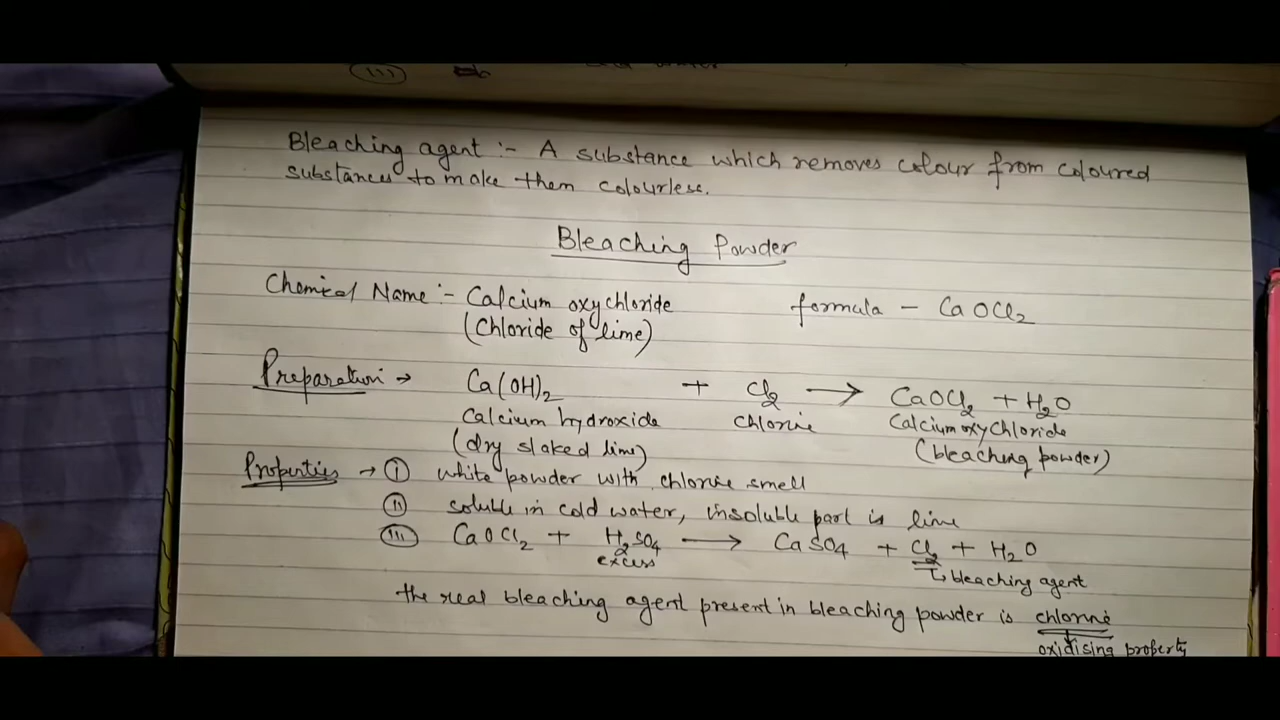 (III)
Bleaching agent :- A substance which removes colour from coloured
substances to make them colourless.
Bleaching Powder
Chemical Name :- Calcium oxychloride formula - CaOCl₂
(Chloride of lime)
Preparation → Ca(OH)₂ + Cl₂ → CaOCl₂ + H₂O
Calcium hydroxide chlorine Calcium oxychloride
(dry slaked lime) (bleaching powder)
Properties → (I) white powder with chlorine smell
(II) soluble in cold water, insoluble part is lime
(III) CaOCl₂ + H₂SO₄ → CaSO₄ + Cl₂ + H₂O
excess ↳ bleaching agent
the real bleaching agent present in bleaching powder is chlorine
oxidising property